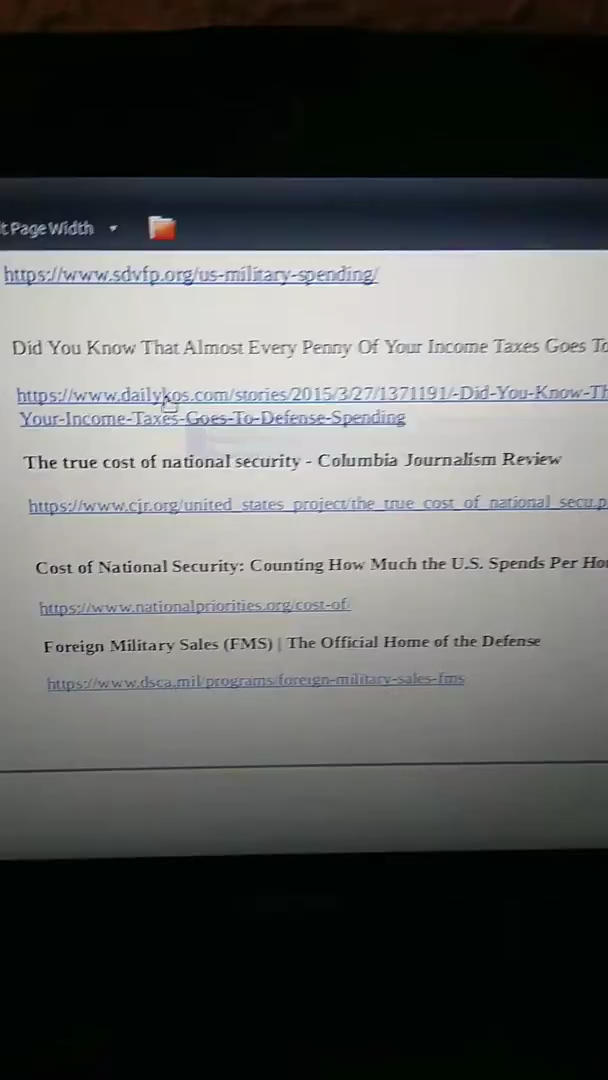 t Page Width
https://www.sdvfp.org/us-military-spending/
Did You Know That Almost Every Penny Of Your Income Taxes Goes To
https://www.dailykos.com/stories/2015/3/27/1371191/-Did-You-Know-Th
Your-Income-Taxes-Goes-To-Defense-Spending
The true cost of national security - Columbia Journalism Review
https://www.cjr.org/united_states_project/the_true_cost_of_national_secu.p
Cost of National Security: Counting How Much the U.S. Spends Per Ho
https://www.nationalpriorities.org/cost-of/
Foreign Military Sales (FMS) | The Official Home of the Defense
https://www.dsca.mil/programs/foreign-military-sales-fms